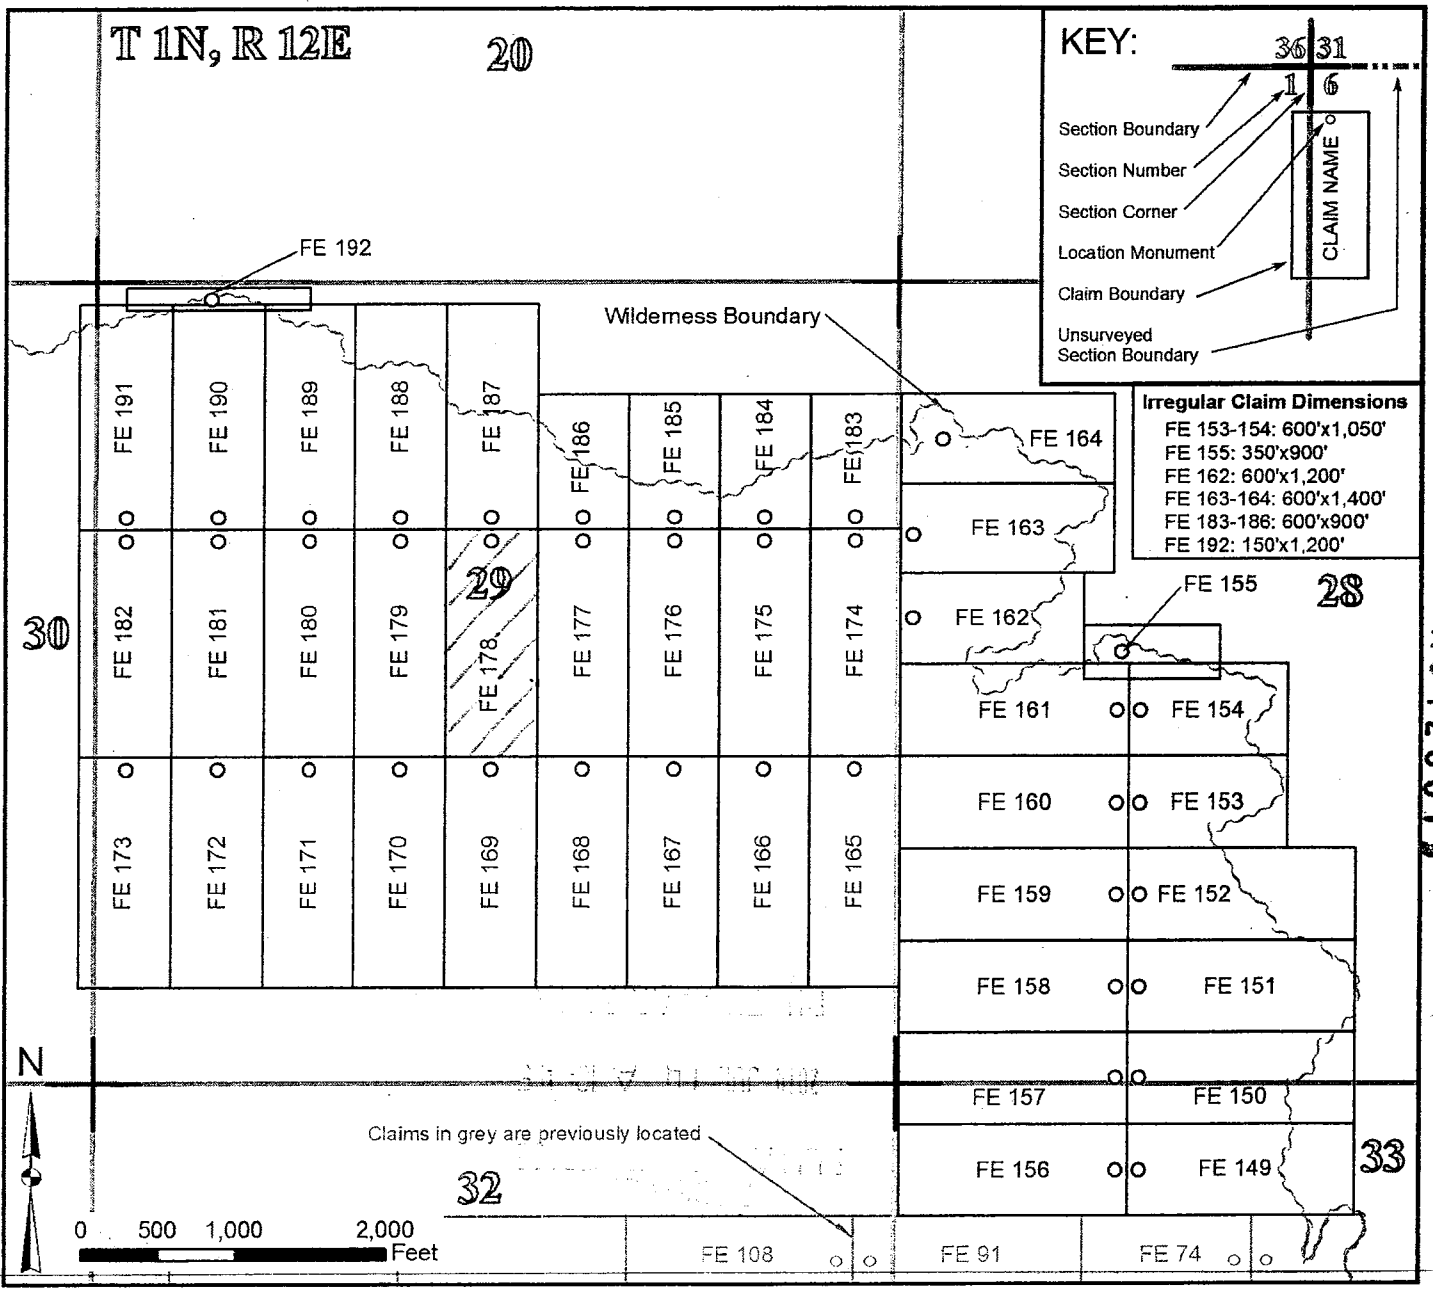 T 1N, R 12E
20
KEY:
36 31
1 6
Section Boundary
Section Number
Section Corner
Location Monument
Claim Boundary
Unsurveyed
Section Boundary
CLAIM NAME
FE 192
Wilderness Boundary
Irregular Claim Dimensions
FE 153-154: 600'x1,050'
FE 155: 350'x900'
FE 162: 600'x1,200'
FE 163-164: 600'x1,400'
FE 183-186: 600'x900'
FE 192: 150'x1,200'
FE 191
FE 190
FE 189
FE 188
FE 187
FE 186
FE 185
FE 184
FE 183
FE 164
FE 163
FE 155
28
29
30
FE 182
FE 181
FE 180
FE 179
FE 178
FE 177
FE 176
FE 175
FE 174
FE 162
FE 161
FE 154
FE 160
FE 153
FE 173
FE 172
FE 171
FE 170
FE 169
FE 168
FE 167
FE 166
FE 165
FE 159
FE 152
FE 158
FE 151
N
FE 157
FE 150
Claims in grey are previously located
32
FE 156
FE 149
33
0 500 1,000 2,000
Feet
FE 108
FE 91
FE 74